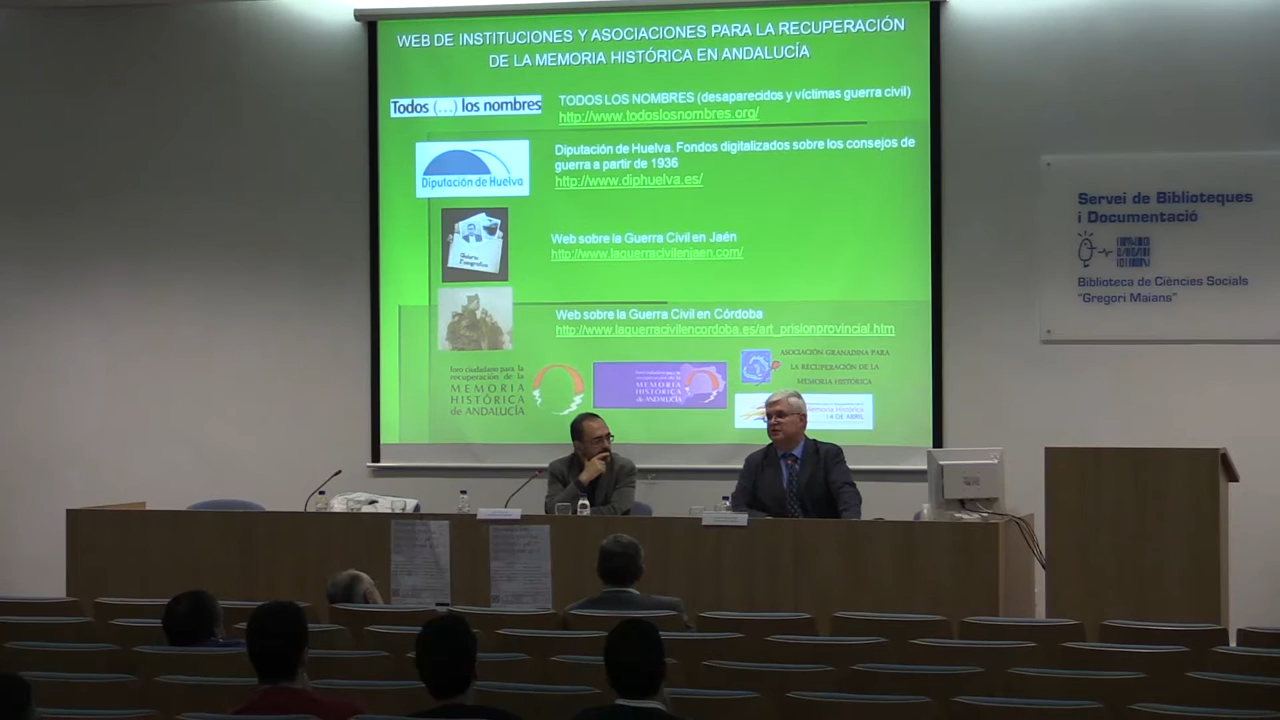 WEB DE INSTITUCIONES Y ASOCIACIONES PARA LA RECUPERACIÓN
DE LA MEMORIA HISTÓRICA EN ANDALUCÍA
Todos (...) los nombres
TODOS LOS NOMBRES (desaparecidos y víctimas guerra civil)
http://www.todoslosnombres.org/
Diputación de Huelva
Diputación de Huelva. Fondos digitalizados sobre los consejos de
guerra a partir de 1936
http://www.diphuelva.es/
Web sobre la Guerra Civil en Jaén
http://www.laguerracivilenjaen.com/
Web sobre la Guerra Civil en Córdoba
http://www.laguerracivilencordoba.es/art_prisionprovincial.htm
foro ciudadano para la
recuperación de la
MEMORIA
HISTÓRICA
de ANDALUCÍA
MEMORIA
HISTÓRICA
de ANDALUCÍA
ASOCIACIÓN GRANADINA PARA
LA RECUPERACIÓN DE LA
MEMORIA HISTÓRICA
Memoria Histórica
14 DE ABRIL
Servei de Biblioteques
i Documentació
Biblioteca de Ciències Socials
"Gregori Maians"